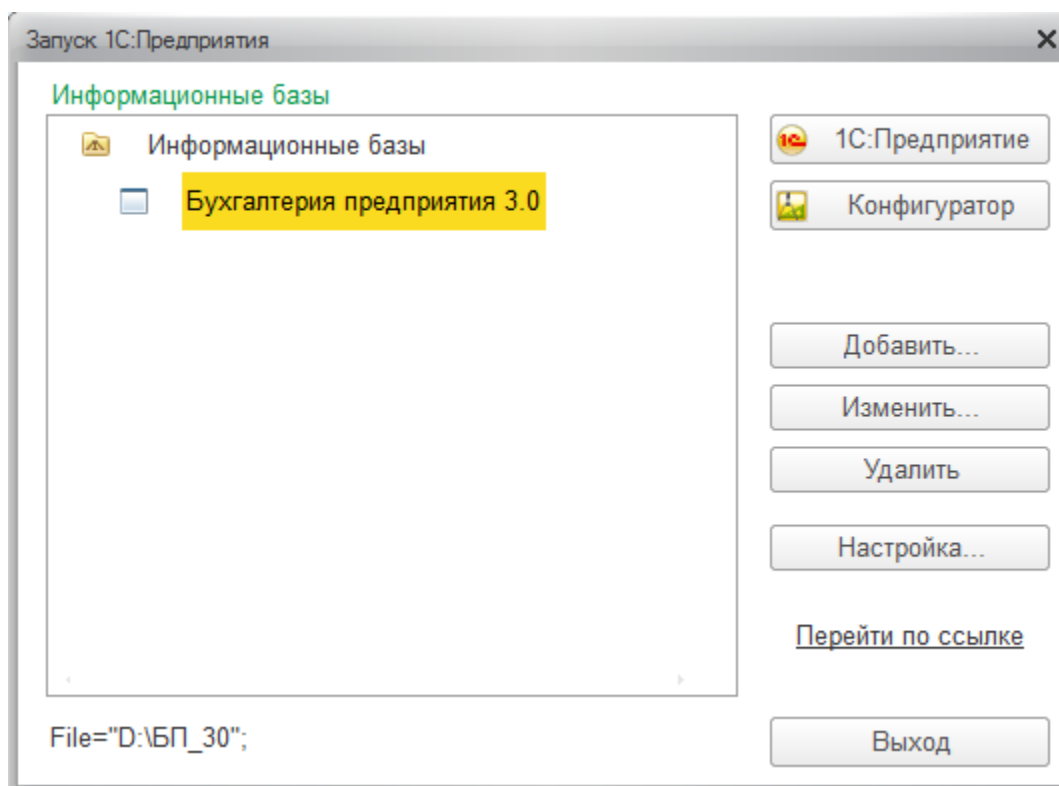 Запуск 1С:Предприятия
Информационные базы
Информационные базы
Бухгалтерия предприятия 3.0
1С:Предприятие
Конфигуратор
Добавить...
Изменить...
Удалить
Настройка...
Перейти по ссылке
File="D:\БП_30";
Выход